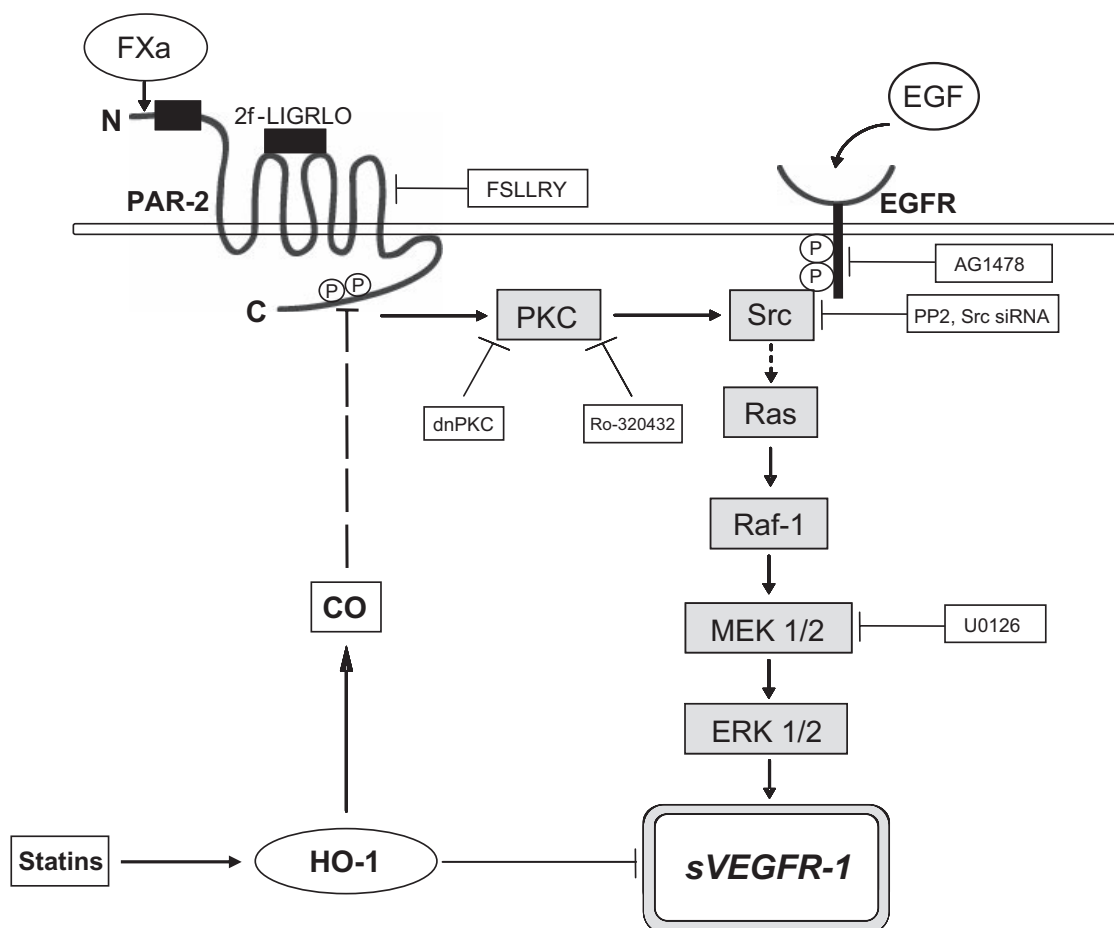 FXa
EGF
N
2f-LIGRLO
FSLLRY
PAR-2
EGFR
P
P
AG1478
P P
C
PKC
Src
PP2, Src siRNA
dnPKC
Ro-320432
Ras
Raf-1
CO
MEK 1/2
U0126
ERK 1/2
Statins
HO-1
sVEGFR-1